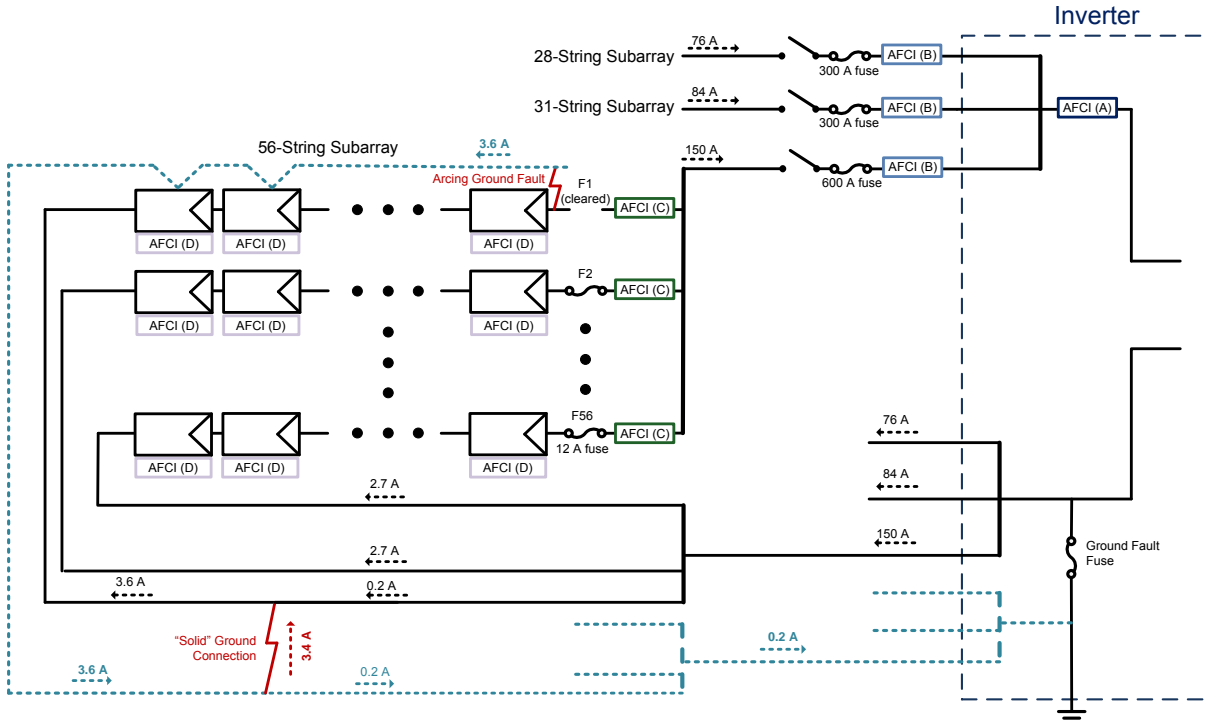 Inverter
76 A
28-String Subarray
300 A fuse
AFCI (B)
84 A
31-String Subarray
300 A fuse
AFCI (B)
AFCI (A)
56-String Subarray
3.6 A
150 A
600 A fuse
AFCI (B)
Arcing Ground Fault
F1
(cleared)
AFCI (C)
AFCI (D)
AFCI (D)
AFCI (D)
F2
AFCI (C)
AFCI (D)
AFCI (D)
AFCI (D)
F56
12 A fuse
AFCI (C)
AFCI (D)
AFCI (D)
AFCI (D)
76 A
2.7 A
84 A
150 A
Ground Fault
Fuse
2.7 A
3.6 A
0.2 A
"Solid" Ground
Connection
3.4 A
0.2 A
3.6 A
0.2 A